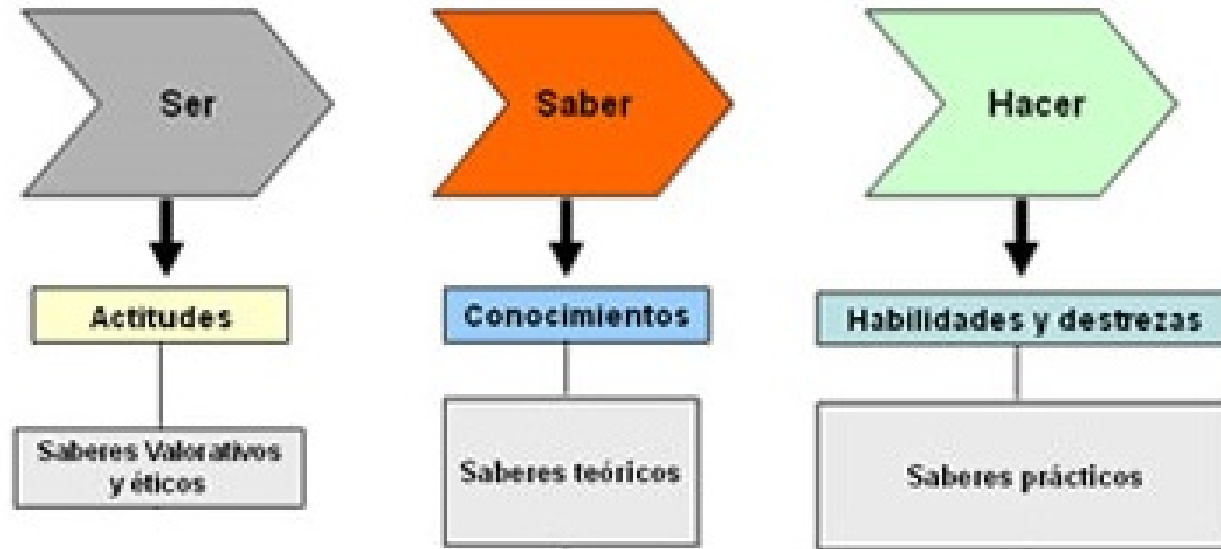 Ser
Saber
Hacer
Actitudes
Conocimientos
Habilidades y destrezas
Saberes Valorativos
y éticos
Saberes teóricos
Saberes prácticos